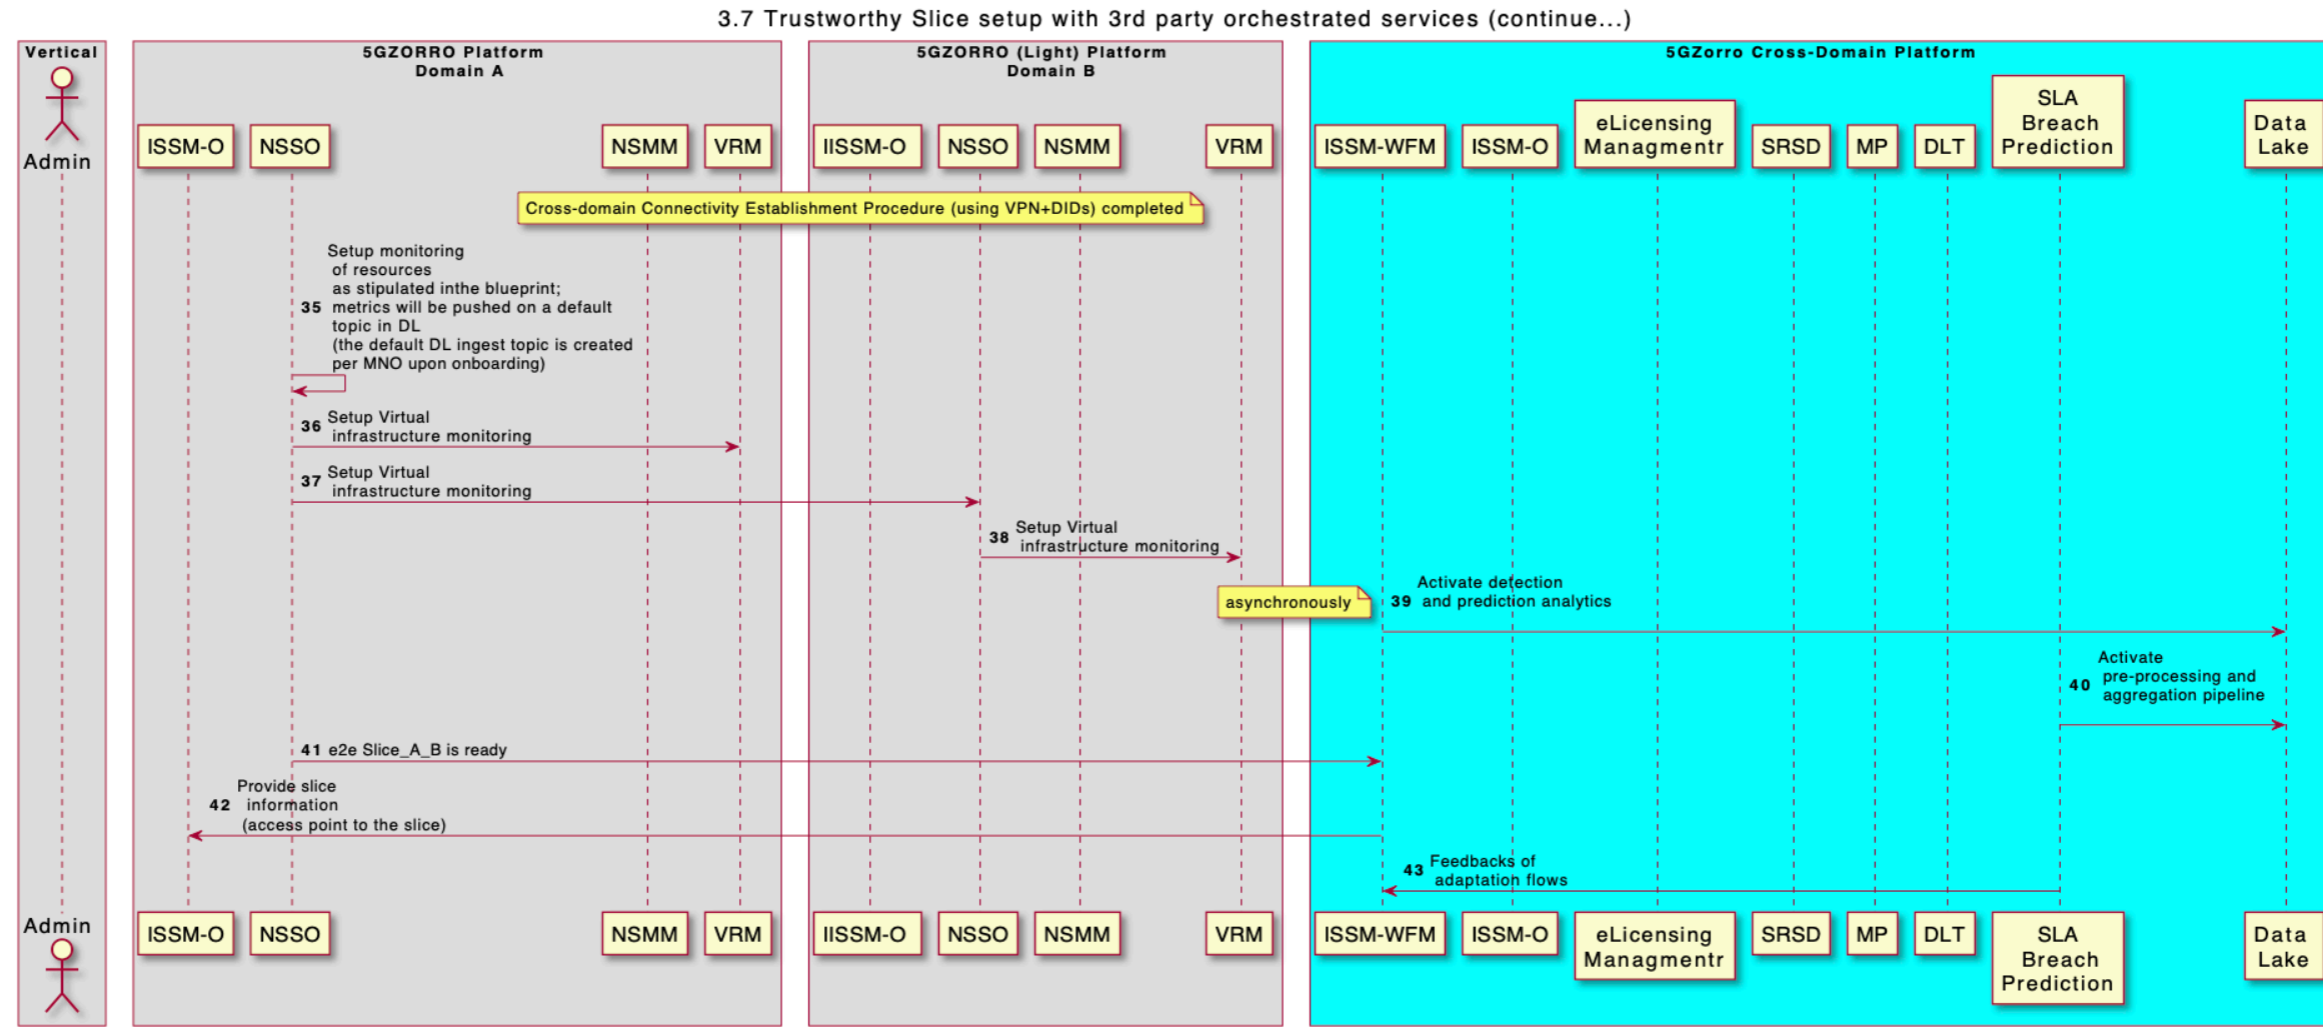 3.7 Trustworthy Slice setup with 3rd party orchestrated services (continue...)
Vertical
5GZORRO Platform
Domain A
5GZORRO (Light) Platform
Domain B
5GZorro Cross-Domain Platform
Admin
ISSM-O
NSSO
NSMM
VRM
IISSM-O
NSSO
NSMM
VRM
ISSM-WFM
ISSM-O
eLicensing
Managmentr
SRSD
MP
DLT
SLA
Breach
Prediction
Data
Lake
Cross-domain Connectivity Establishment Procedure (using VPN+DIDs) completed
Setup monitoring
of resources
as stipulated inthe blueprint;
35 metrics will be pushed on a default
topic in DL
(the default DL ingest topic is created
per MNO upon onboarding)
36 Setup Virtual
infrastructure monitoring
37 Setup Virtual
infrastructure monitoring
38 Setup Virtual
infrastructure monitoring
asynchronously
Activate detection
39 and prediction analytics
Activate
40 pre-processing and
aggregation pipeline
41 e2e Slice_A_B is ready
Provide slice
42 information
(access point to the slice)
43 Feedbacks of
adaptation flows
Admin
ISSM-O
NSSO
NSMM
VRM
IISSM-O
NSSO
NSMM
VRM
ISSM-WFM
ISSM-O
eLicensing
Managmentr
SRSD
MP
DLT
SLA
Breach
Prediction
Data
Lake